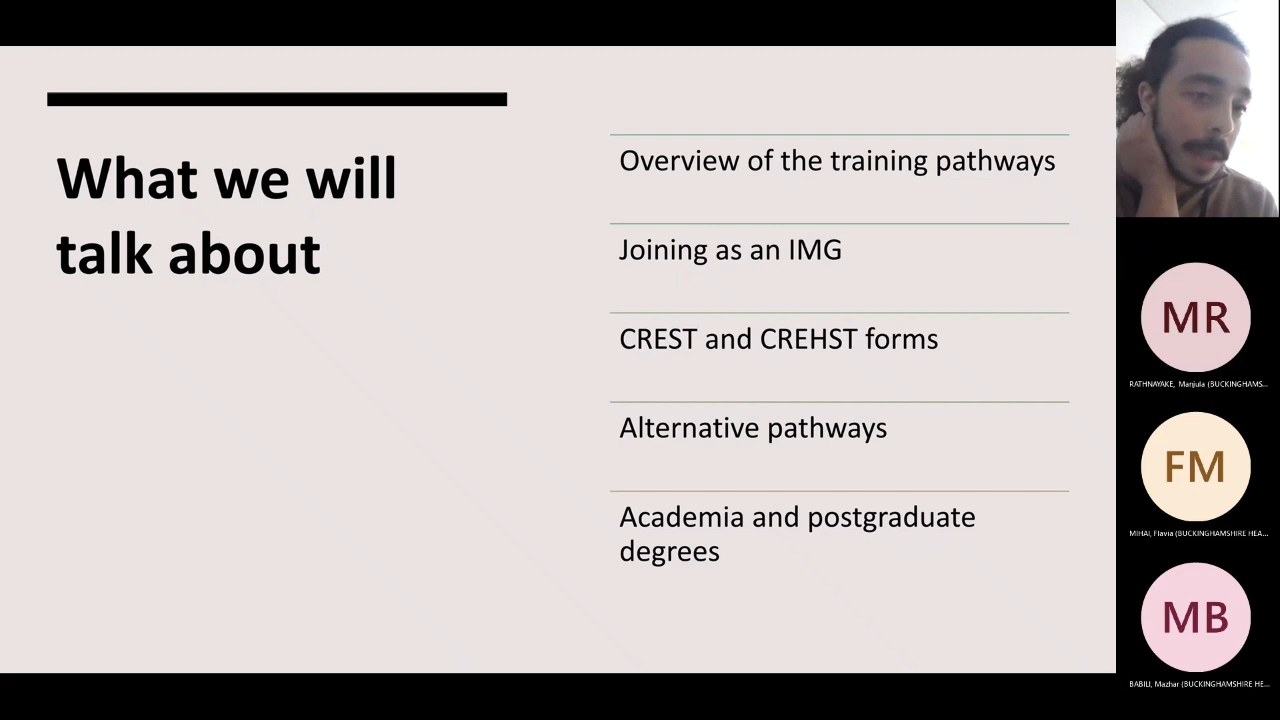 What we will
talk about
Overview of the training pathways
Joining as an IMG
CREST and CREHST forms
Alternative pathways
Academia and postgraduate
degrees
MR
RATHNAYAKE, Manjula (BUCKINGHAMS...
FM
MIHAI, Flavia (BUCKINGHAMSHIRE HEA...
MB
BABILI, Mazhar (BUCKINGHAMSHIRE HE...